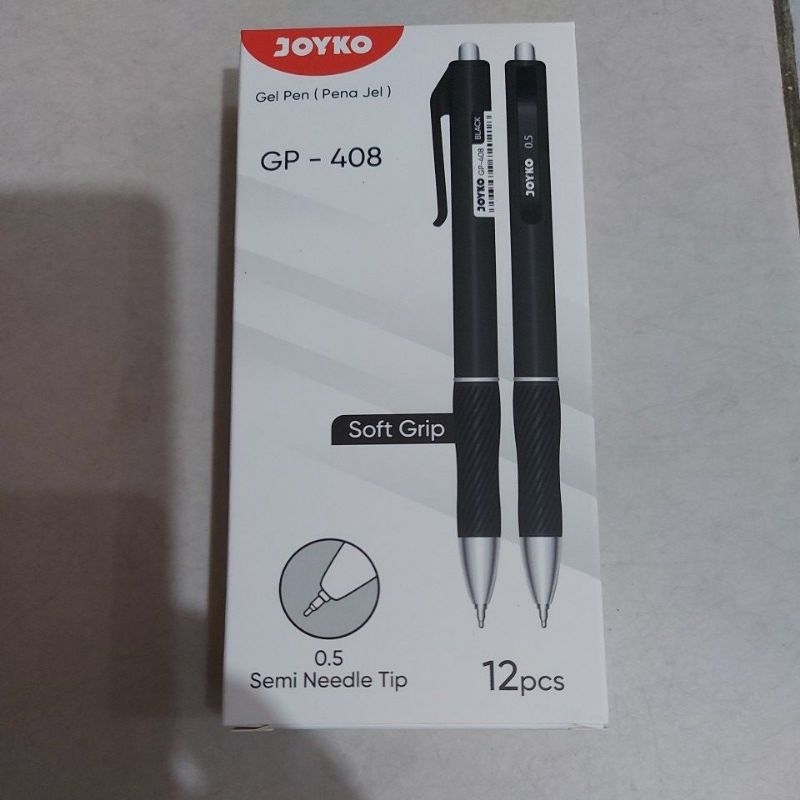 JOYKO
Gel Pen ( Pena Jel )
GP - 408
JOYKO GP-408 BLACK
JOYKO 0.5
Soft Grip
0.5
Semi Needle Tip
12pcs